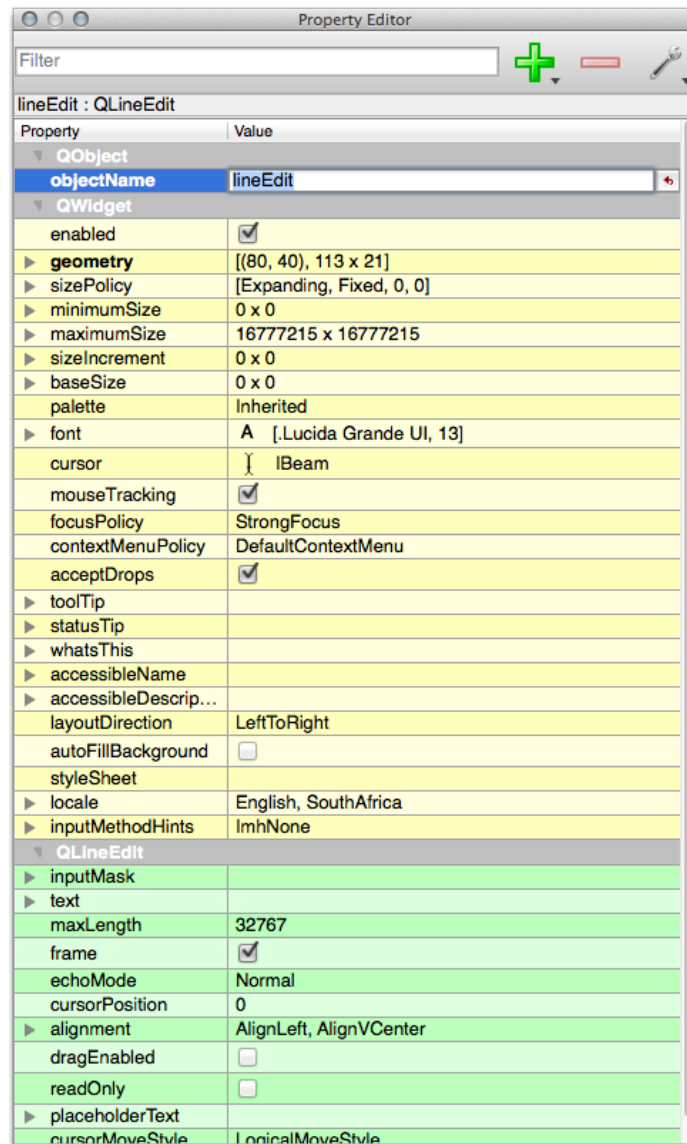 Property Editor
Filter
lineEdit : QLineEdit
Property Value
QObject
objectName lineEdit
QWidget
enabled
geometry [(80, 40), 113 x 21]
sizePolicy [Expanding, Fixed, 0, 0]
minimumSize 0 x 0
maximumSize 16777215 x 16777215
sizeIncrement 0 x 0
baseSize 0 x 0
palette Inherited
font A [.Lucida Grande UI, 13]
cursor IBeam
mouseTracking
focusPolicy StrongFocus
contextMenuPolicy DefaultContextMenu
acceptDrops
toolTip
statusTip
whatsThis
accessibleName
accessibleDescrip...
layoutDirection LeftToRight
autoFillBackground
styleSheet
locale English, SouthAfrica
inputMethodHints ImhNone
QLineEdit
inputMask
text
maxLength 32767
frame
echoMode Normal
cursorPosition 0
alignment AlignLeft, AlignVCenter
dragEnabled
readOnly
placeholderText
cursorMoveStyle LogicalMoveStyle